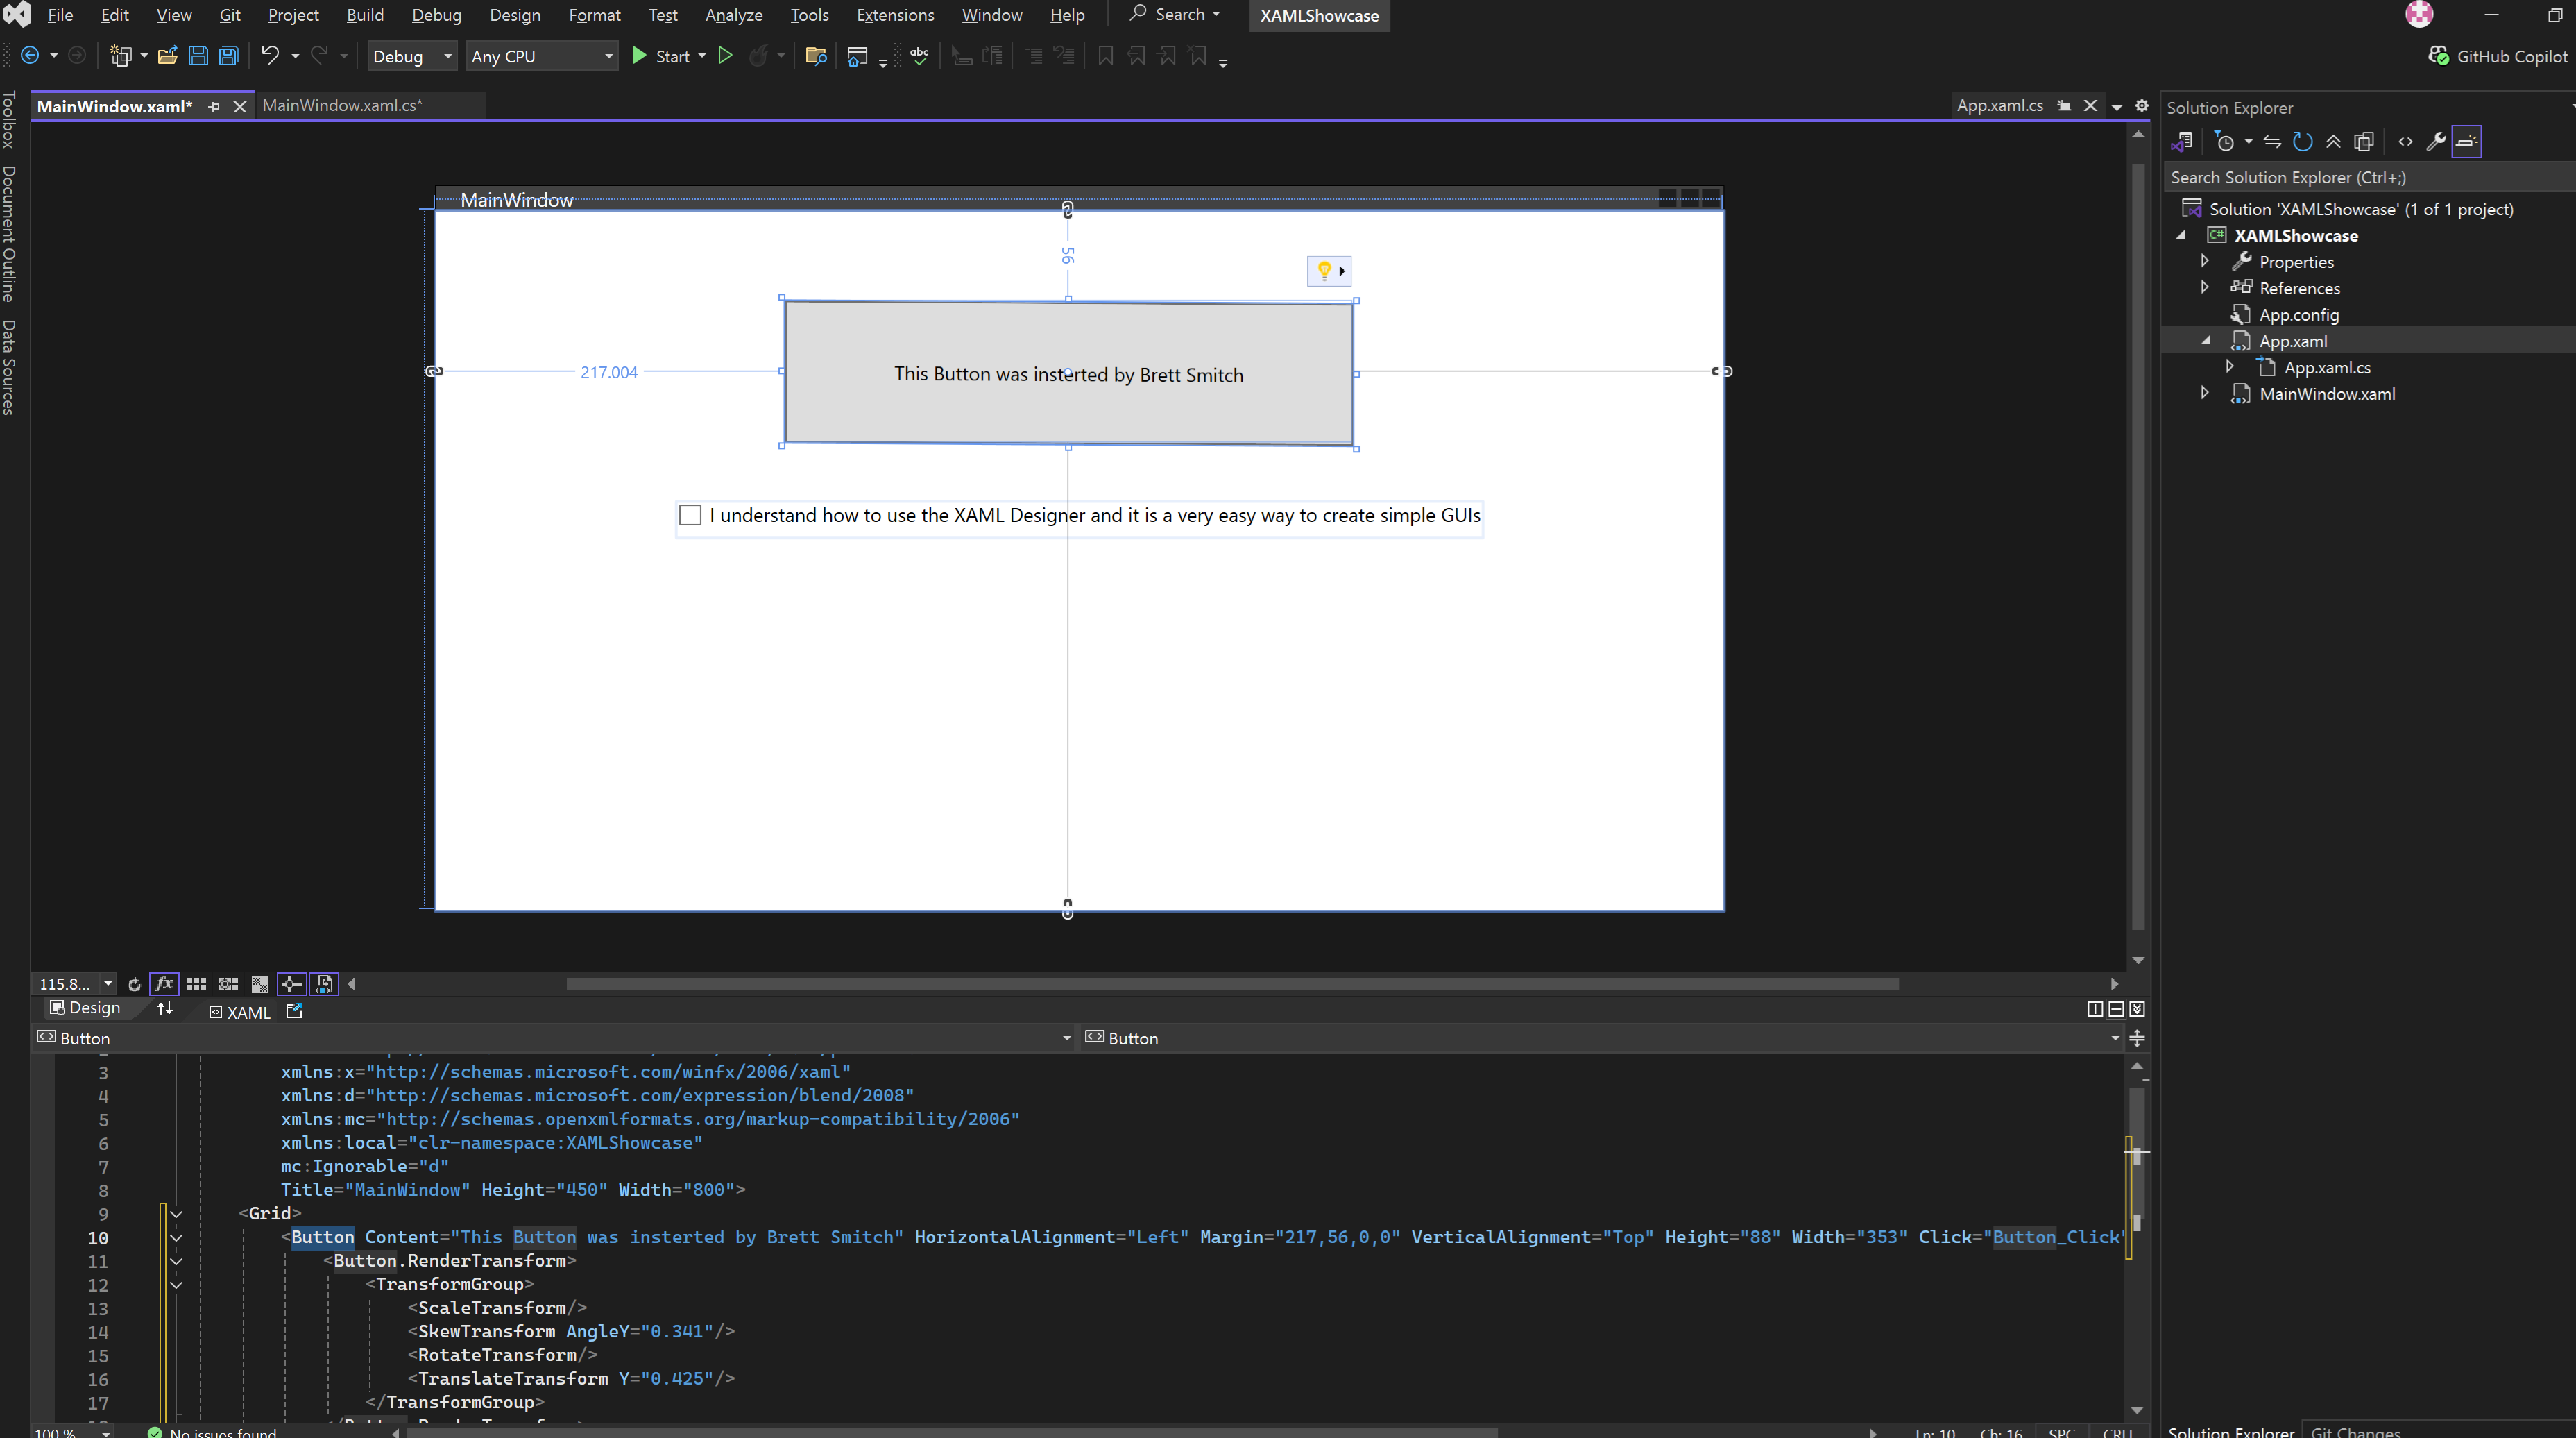 File Edit View Git Project Build Debug Design Format Test Analyze Tools Extensions Window Help Search XAMLShowcase
Debug Any CPU Start abc GitHub Copilot
MainWindow.xaml* MainWindow.xaml.cs* App.xaml.cs
Toolbox
Document Outline
Data Sources
MainWindow
56
217.004
This Button was insterted by Brett Smitch
I understand how to use the XAML Designer and it is a very easy way to create simple GUIs
Solution Explorer
Search Solution Explorer (Ctrl+;)
Solution 'XAMLShowcase' (1 of 1 project)
C# XAMLShowcase
Properties
References
App.config
App.xaml
App.xaml.cs
MainWindow.xaml
115.8... fx
Design XAML
Button Button
3 xmlns:x="http://schemas.microsoft.com/winfx/2006/xaml"
4 xmlns:d="http://schemas.microsoft.com/expression/blend/2008"
5 xmlns:mc="http://schemas.openxmlformats.org/markup-compatibility/2006"
6 xmlns:local="clr-namespace:XAMLShowcase"
7 mc:Ignorable="d"
8 Title="MainWindow" Height="450" Width="800">
9 <Grid>
10 <Button Content="This Button was insterted by Brett Smitch" HorizontalAlignment="Left" Margin="217,56,0,0" VerticalAlignment="Top" Height="88" Width="353" Click="Button_Click"
11 <Button.RenderTransform>
12 <TransformGroup>
13 <ScaleTransform/>
14 <SkewTransform AngleY="0.341"/>
15 <RotateTransform/>
16 <TranslateTransform Y="0.425"/>
17 </TransformGroup>
100 % No issues found Ln: 10 Ch: 16 SPC CRLF
Solution Explorer Git Changes